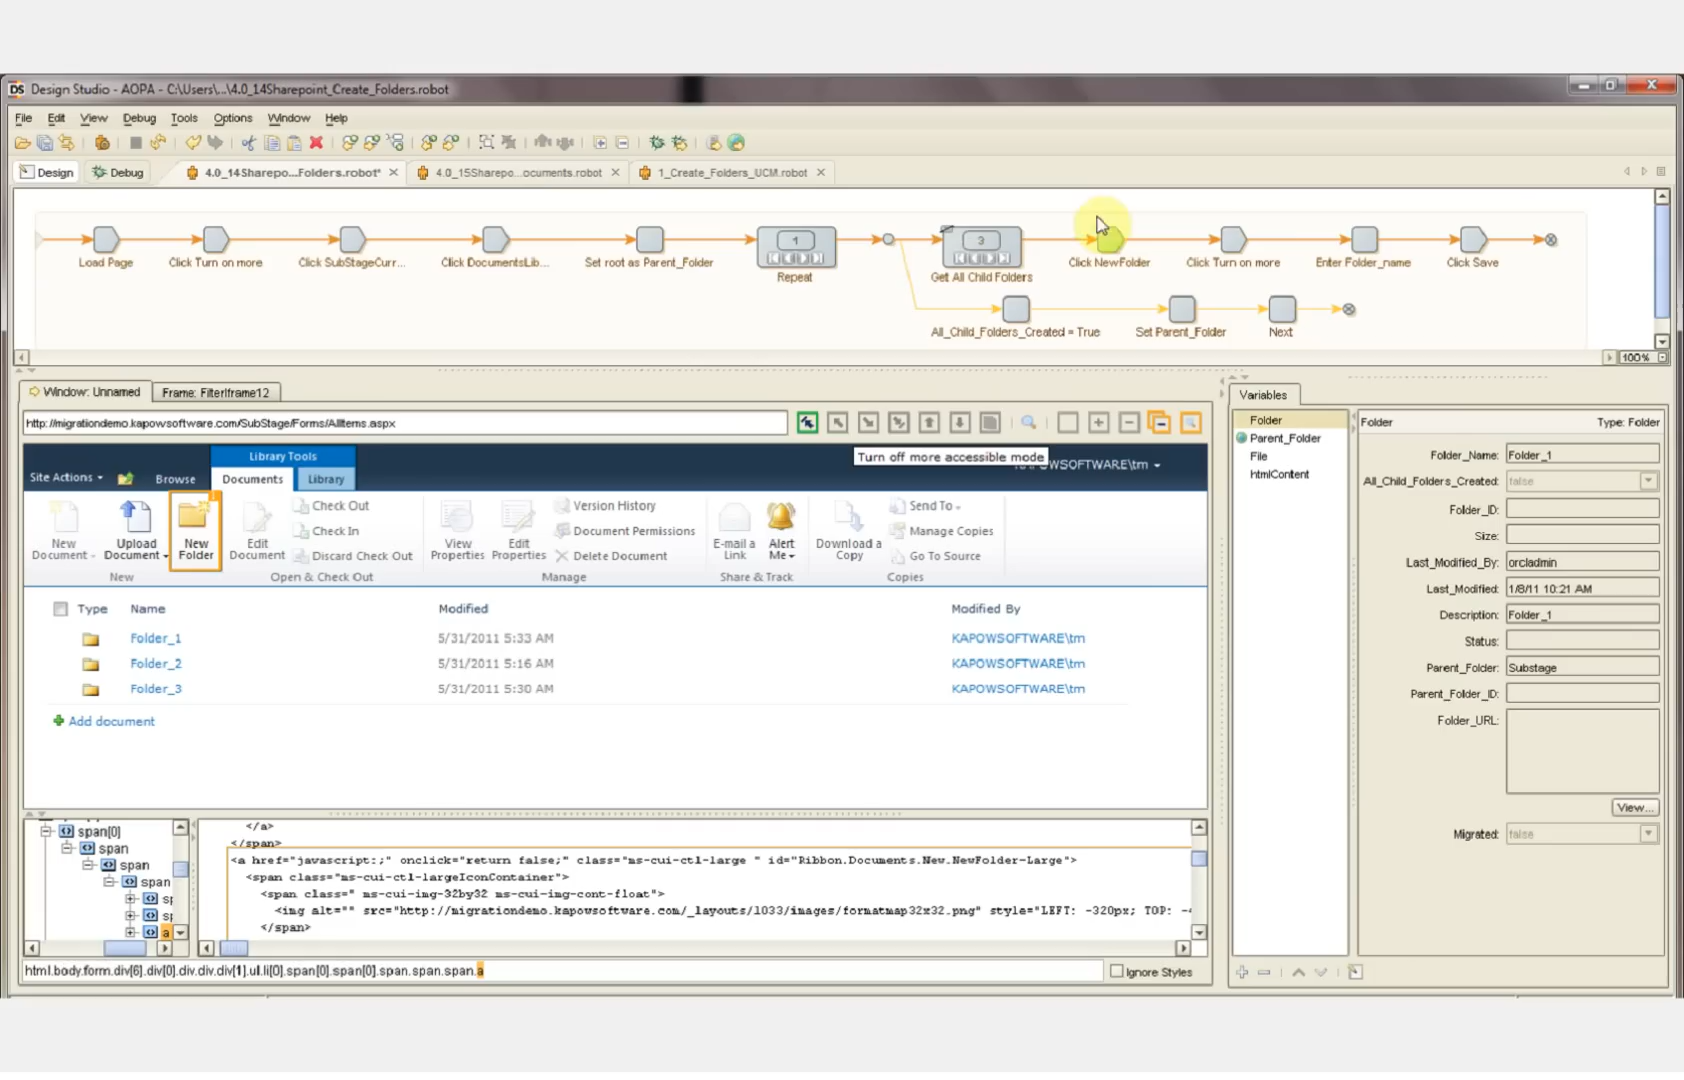 DS Design Studio - AOPA - C:\Users\...\4.0_14Sharepoint_Create_Folders.robot
File Edit View Debug Tools Options Window Help
Design Debug 4.0_14Sharepo...Folders.robot* 4.0_15Sharepo...ocuments.robot 1_Create_Folders_UCM.robot
1 3
Load Page Click Turn on more Click SubStageCurr... Click DocumentsLib... Set root as Parent_Folder Repeat Get All Child Folders Click NewFolder Click Turn on more Enter Folder_name Click Save
All_Child_Folders_Created = True Set Parent_Folder Next
100%
Window: Unnamed Frame: FilterIframe12
http://migrationdemo.kapowsoftware.com/SubStage/Forms/AllItems.aspx
Library Tools
Turn off more accessible mode
Site Actions Browse Documents Library KAPOWSOFTWARE\tm
New Document Upload Document New Folder Edit Document
Check Out
Check In
Discard Check Out
View Properties Edit Properties
Version History
Document Permissions
Delete Document
E-mail a Link Alert Me Download a Copy
Send To
Manage Copies
Go To Source
New Open & Check Out Manage Share & Track Copies
Type Name Modified Modified By
Folder_1 5/31/2011 5:33 AM KAPOWSOFTWARE\tm
Folder_2 5/31/2011 5:16 AM KAPOWSOFTWARE\tm
Folder_3 5/31/2011 5:30 AM KAPOWSOFTWARE\tm
Add document
span[0]
span
span
span
sp
sp
a
</a>
</span>
<a href="javascript:;" onclick="return false;" class="ms-cui-ctl-large " id="Ribbon.Documents.New.NewFolder-Large">
<span class="ms-cui-ctl-largeIconContainer">
<span class=" ms-cui-img-32by32 ms-cui-img-cont-float">
<img alt="" src="http://migrationdemo.kapowsoftware.com/_layouts/1033/images/formatmap32x32.png" style="LEFT: -320px; TOP: -
</span>
html.body.form.div[6].div[0].div.div.div[1].ul.li[0].span[0].span[0].span.span.span.a
Ignore Styles
Variables
Folder
Parent_Folder
File
htmlContent
Folder Type: Folder
Folder_Name: Folder_1
All_Child_Folders_Created: false
Folder_ID:
Size:
Last_Modified_By: orcladmin
Last_Modified: 1/8/11 10:21 AM
Description: Folder_1
Status:
Parent_Folder: Substage
Parent_Folder_ID:
Folder_URL:
View...
Migrated: false